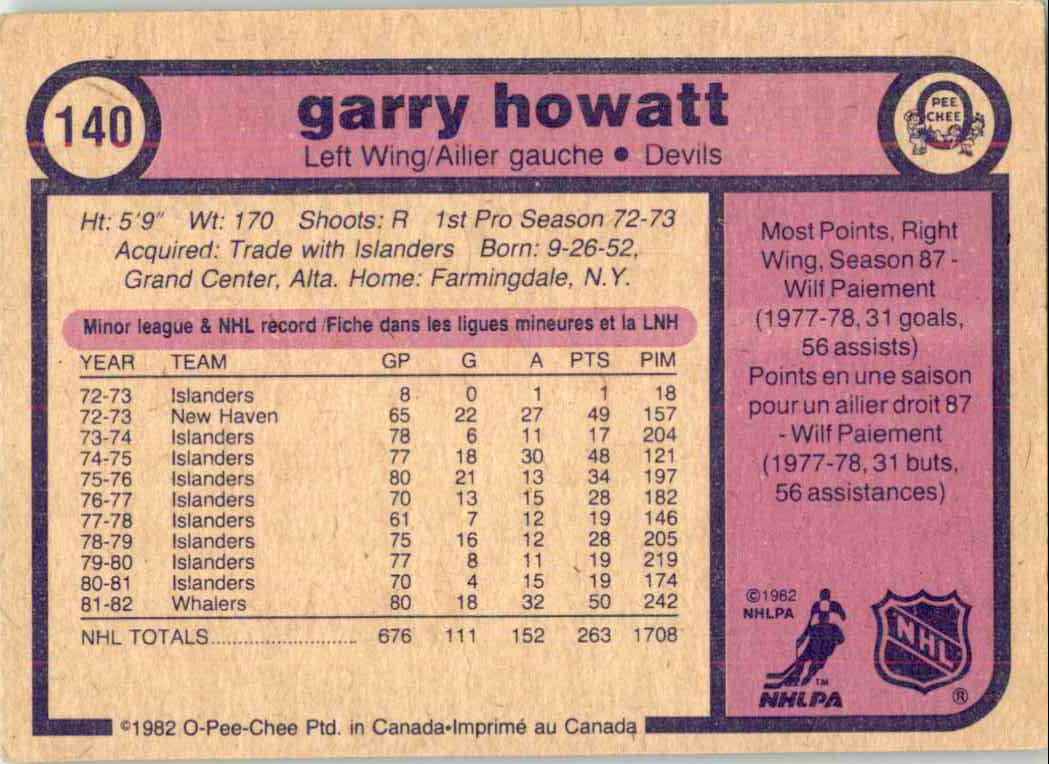 140
garry howatt
PEE
CHEE
Left Wing/Ailier gauche • Devils
Ht: 5'9" Wt: 170 Shoots: R 1st Pro Season 72-73
Acquired: Trade with Islanders Born: 9-26-52,
Grand Center, Alta. Home: Farmingdale, N.Y.
Minor league & NHL record /Fiche dans les ligues mineures et la LNH
YEAR TEAM GP G A PTS PIM
72-73 Islanders 8 0 1 1 18
72-73 New Haven 65 22 27 49 157
73-74 Islanders 78 6 11 17 204
74-75 Islanders 77 18 30 48 121
75-76 Islanders 80 21 13 34 197
76-77 Islanders 70 13 15 28 182
77-78 Islanders 61 7 12 19 146
78-79 Islanders 75 16 12 28 205
79-80 Islanders 77 8 11 19 219
80-81 Islanders 70 4 15 19 174
81-82 Whalers 80 18 32 50 242
NHL TOTALS............................ 676 111 152 263 1708
©1982 O-Pee-Chee Ptd. in Canada•Imprimé au Canada
Most Points, Right
Wing, Season 87 -
Wilf Paiement
(1977-78, 31 goals,
56 assists)
Points en une saison
pour un ailier droit 87
- Wilf Paiement
(1977-78, 31 buts,
56 assistances)
©1982
NHLPA
TM
NHLPA
NHL
®